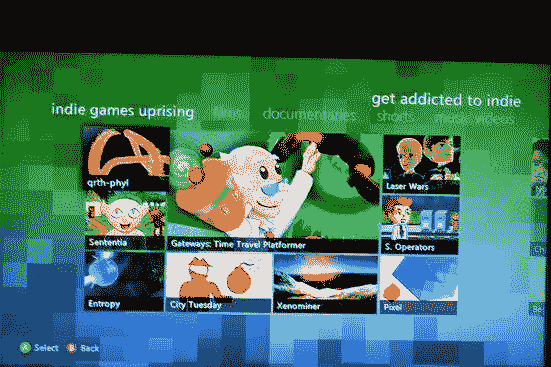 indie games uprising
get addicted to indie
films
documentaries
shorts
music videos
qrth-phyl
Laser Wars
Sententia
Gateways: Time Travel Platformer
S. Operators
Entropy
City Tuesday
Xenominer
Pixel
A Select
B Back